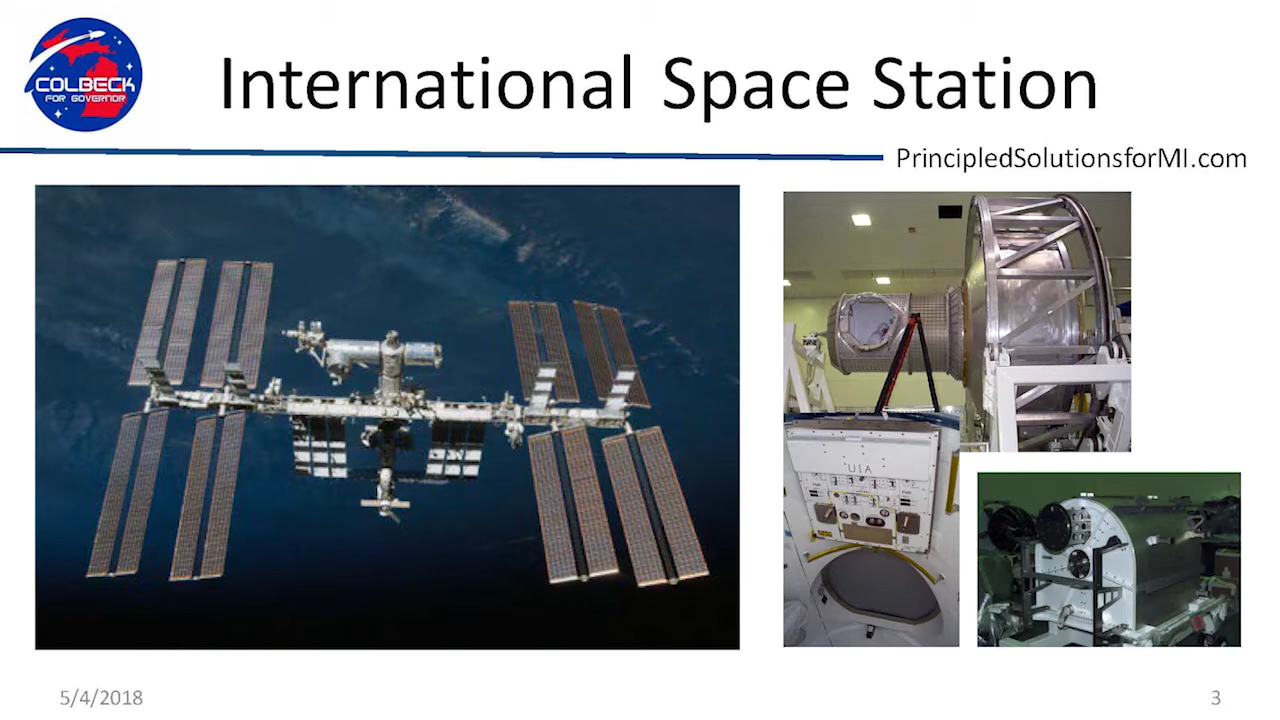 COLBECK
FOR GOVERNOR
International Space Station
PrincipledSolutionsforMI.com
UIA
5/4/2018
3